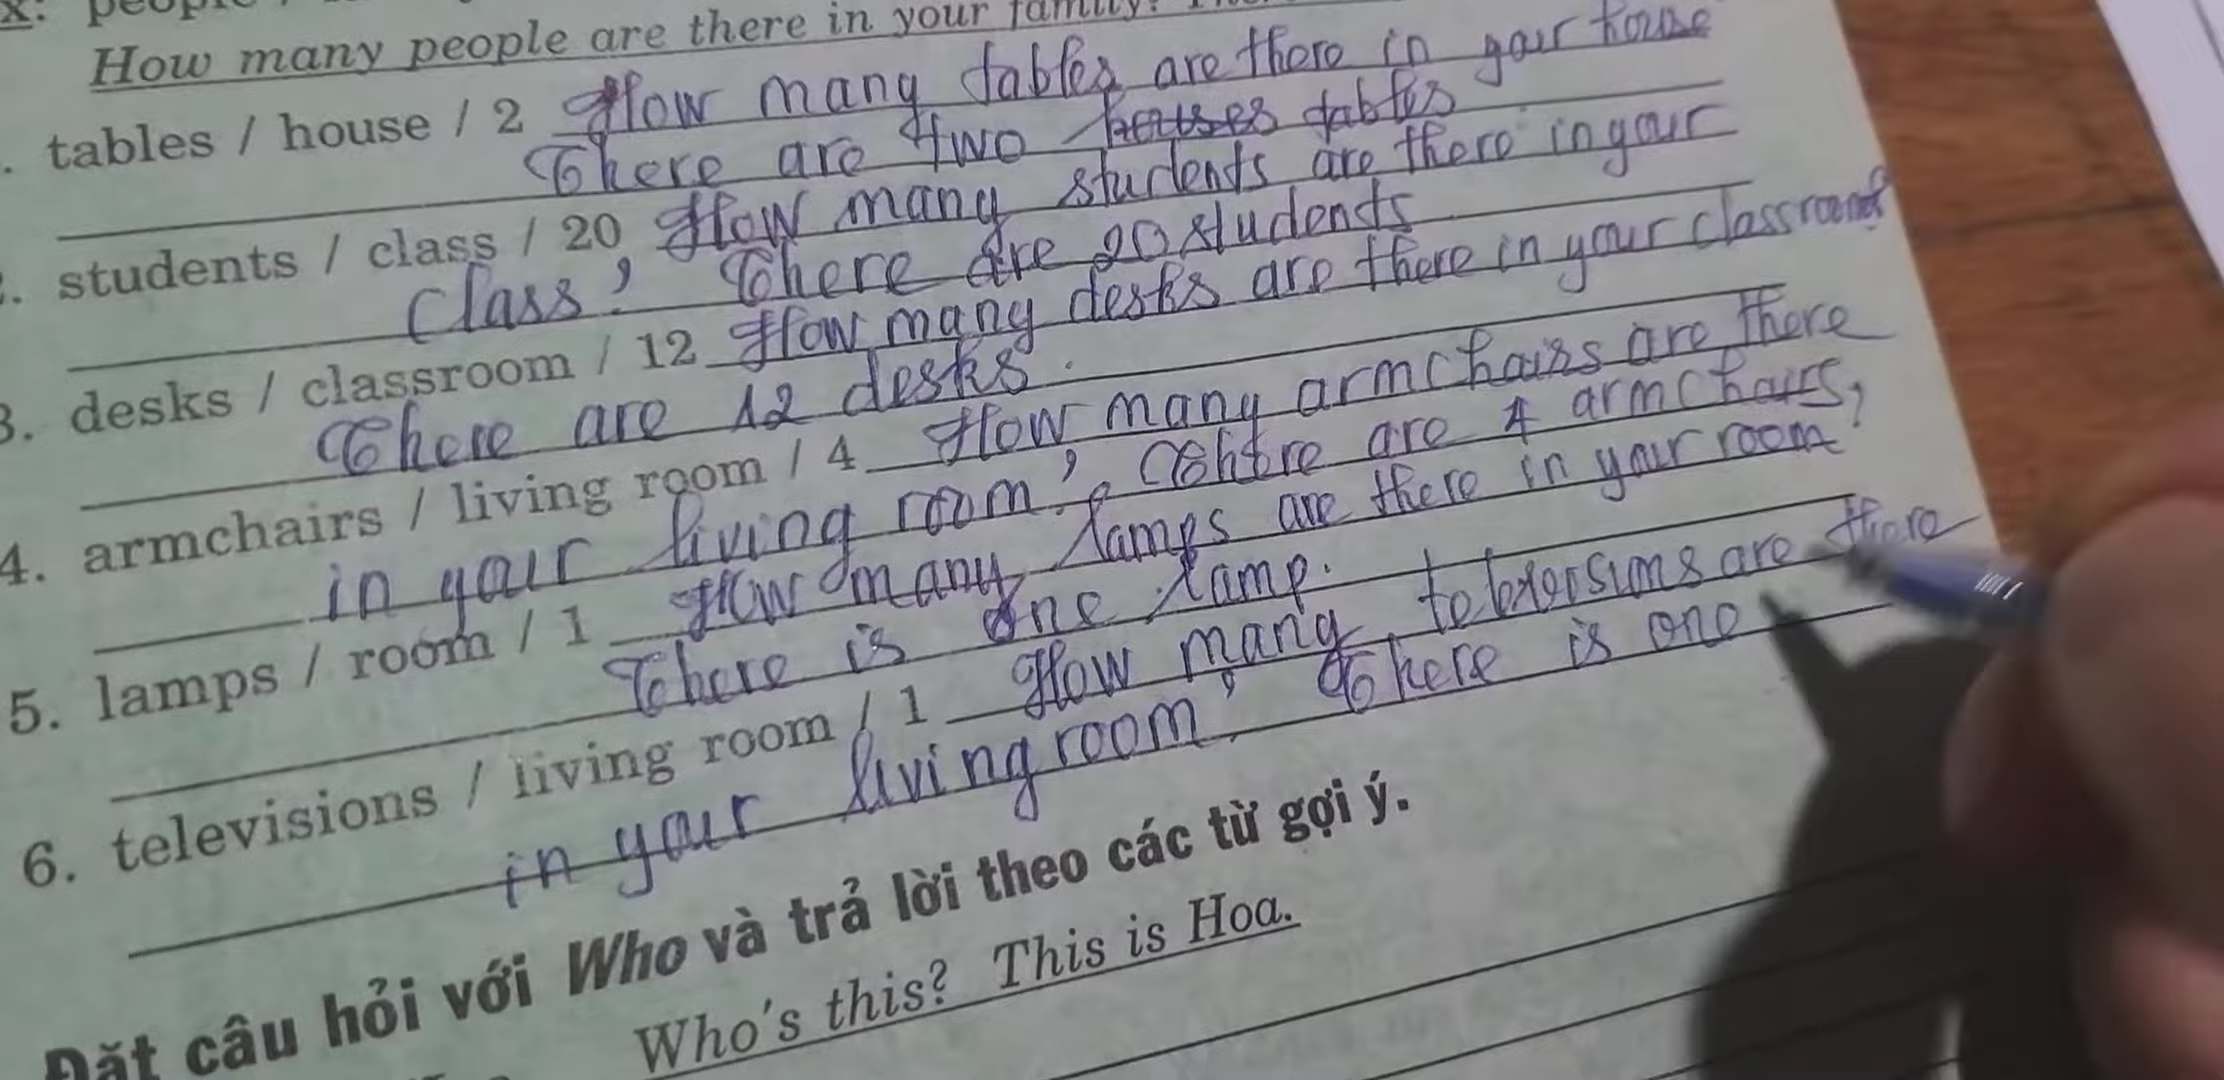 x: people /
How many people are there in your family?
. tables / house / 2 How many tables are there in your house
There are two houses tables
. students / class / 20 How many students are there in your
class? There are 20 students
3. desks / classroom / 12 How many desks are there in your classroom
There are 12 desks.
4. armchairs / living room / 4 How many armchairs are there
in your living room? There are 4 armchairs,
5. lamps / room / 1 How many lamps are there in your room?
There is one lamp.
6. televisions / living room / 1 How many are there
in your living room? There is one
Đặt câu hỏi với Who và trả lời theo các từ gợi ý.
Who's this? This is Hoa.